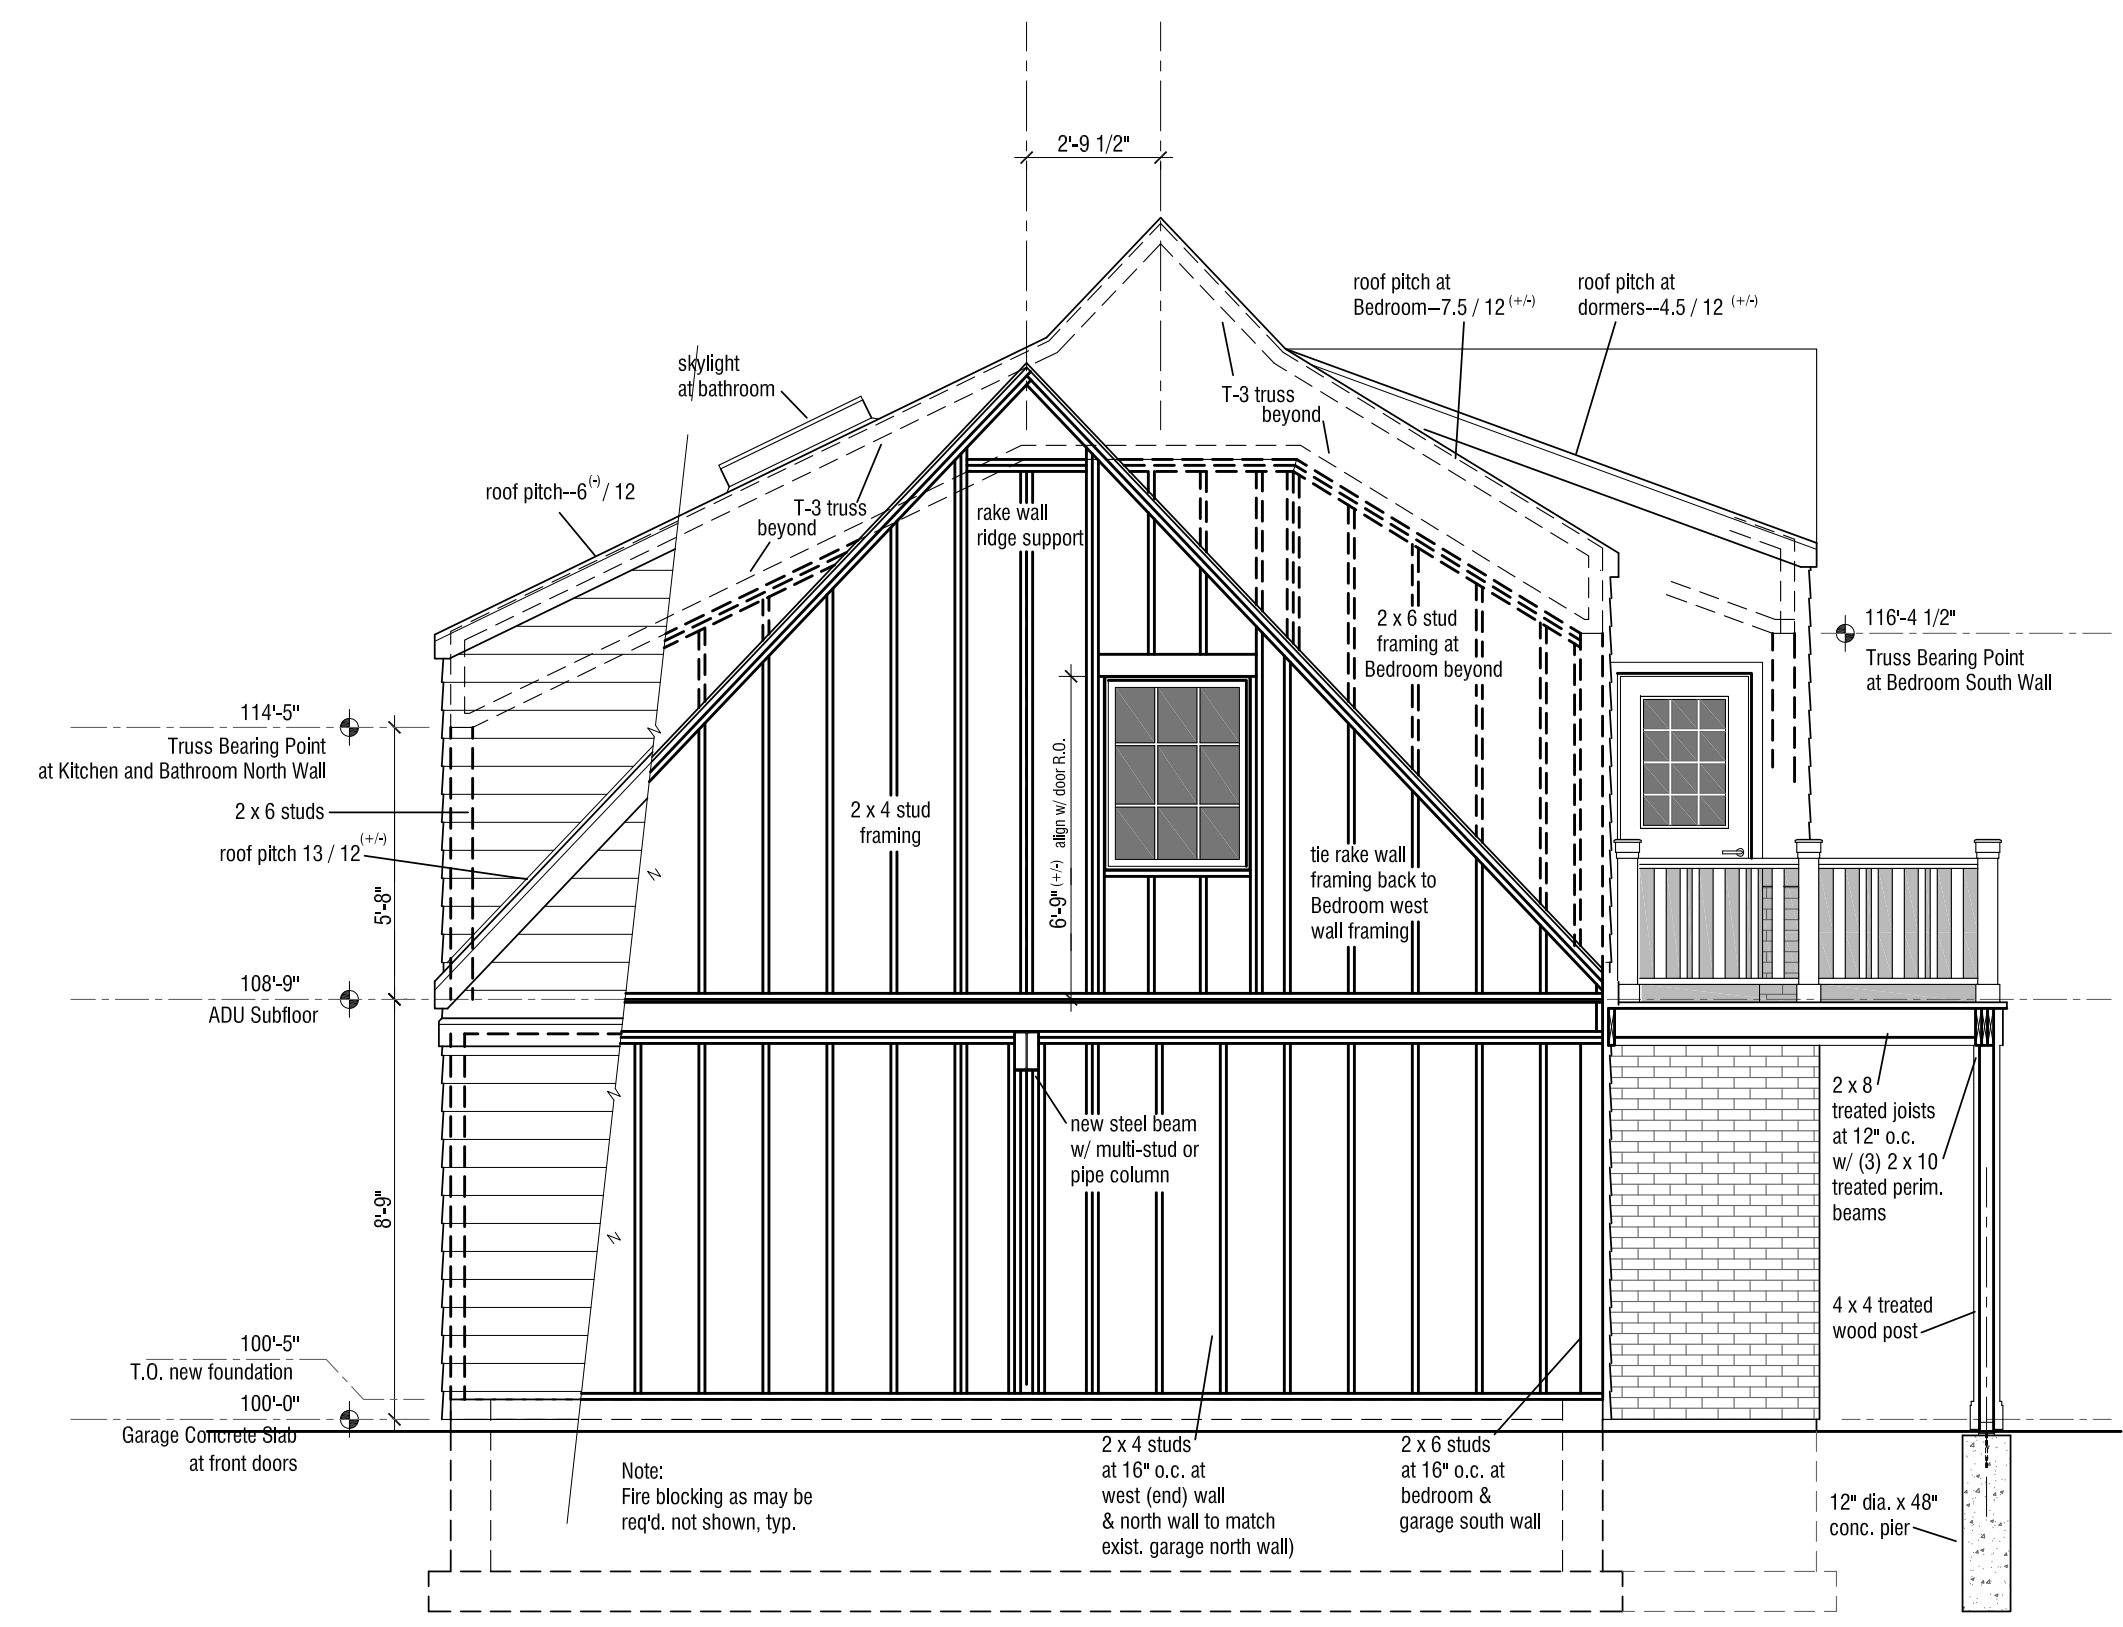 2'-9 1/2"
roof pitch at
Bedroom--7.5 / 12 (+/-)
roof pitch at
dormers--4.5 / 12 (+/-)
skylight
at bathroom
T-3 truss
beyond
roof pitch--6 (-) / 12
T-3 truss
beyond
rake wall
ridge support
2 x 6 stud
framing at
Bedroom beyond
116'-4 1/2"
Truss Bearing Point
at Bedroom South Wall
114'-5"
Truss Bearing Point
at Kitchen and Bathroom North Wall
2 x 6 studs
roof pitch 13 / 12 (+/-)
5'-8"
2 x 4 stud
framing
6'-9" (+/-) align w/ door R.O.
tie rake wall
framing back to
Bedroom west
wall framing
108'-9"
ADU Subfloor
8'-9"
new steel beam
w/ multi-stud or
pipe column
2 x 8
treated joists
at 12" o.c.
w/ (3) 2 x 10
treated perim.
beams
4 x 4 treated
wood post
100'-5"
T.O. new foundation
100'-0"
Garage Concrete Slab
at front doors
Note:
Fire blocking as may be
req'd. not shown, typ.
2 x 4 studs
at 16" o.c. at
west (end) wall
& north wall to match
exist. garage north wall)
2 x 6 studs
at 16" o.c. at
bedroom &
garage south wall
12" dia. x 48"
conc. pier